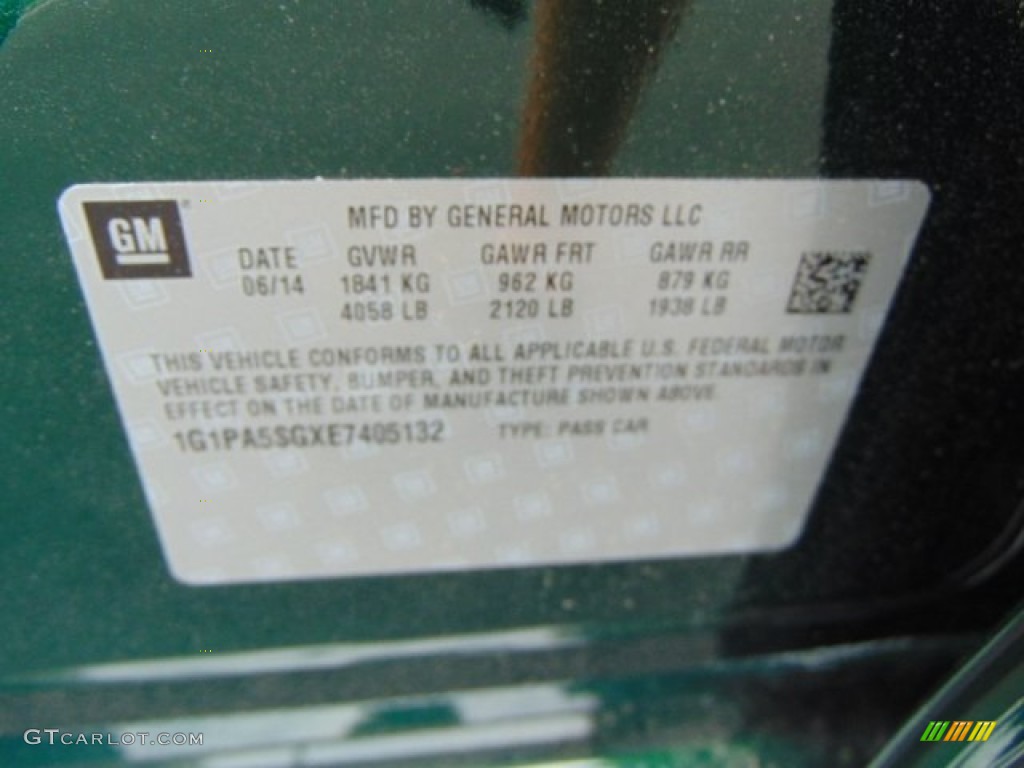 GM
MFD BY GENERAL MOTORS LLC
DATE GVWR GAWR FRT GAWR RR
06/14 1841 KG 962 KG 879 KG
4058 LB 2120 LB 1938 LB
THIS VEHICLE CONFORMS TO ALL APPLICABLE U.S. FEDERAL MOTOR
VEHICLE SAFETY, BUMPER, AND THEFT PREVENTION STANDARDS IN
EFFECT ON THE DATE OF MANUFACTURE SHOWN ABOVE.
1G1PA5SGXE7405132 TYPE: PASS CAR
GTCARLOT.COM